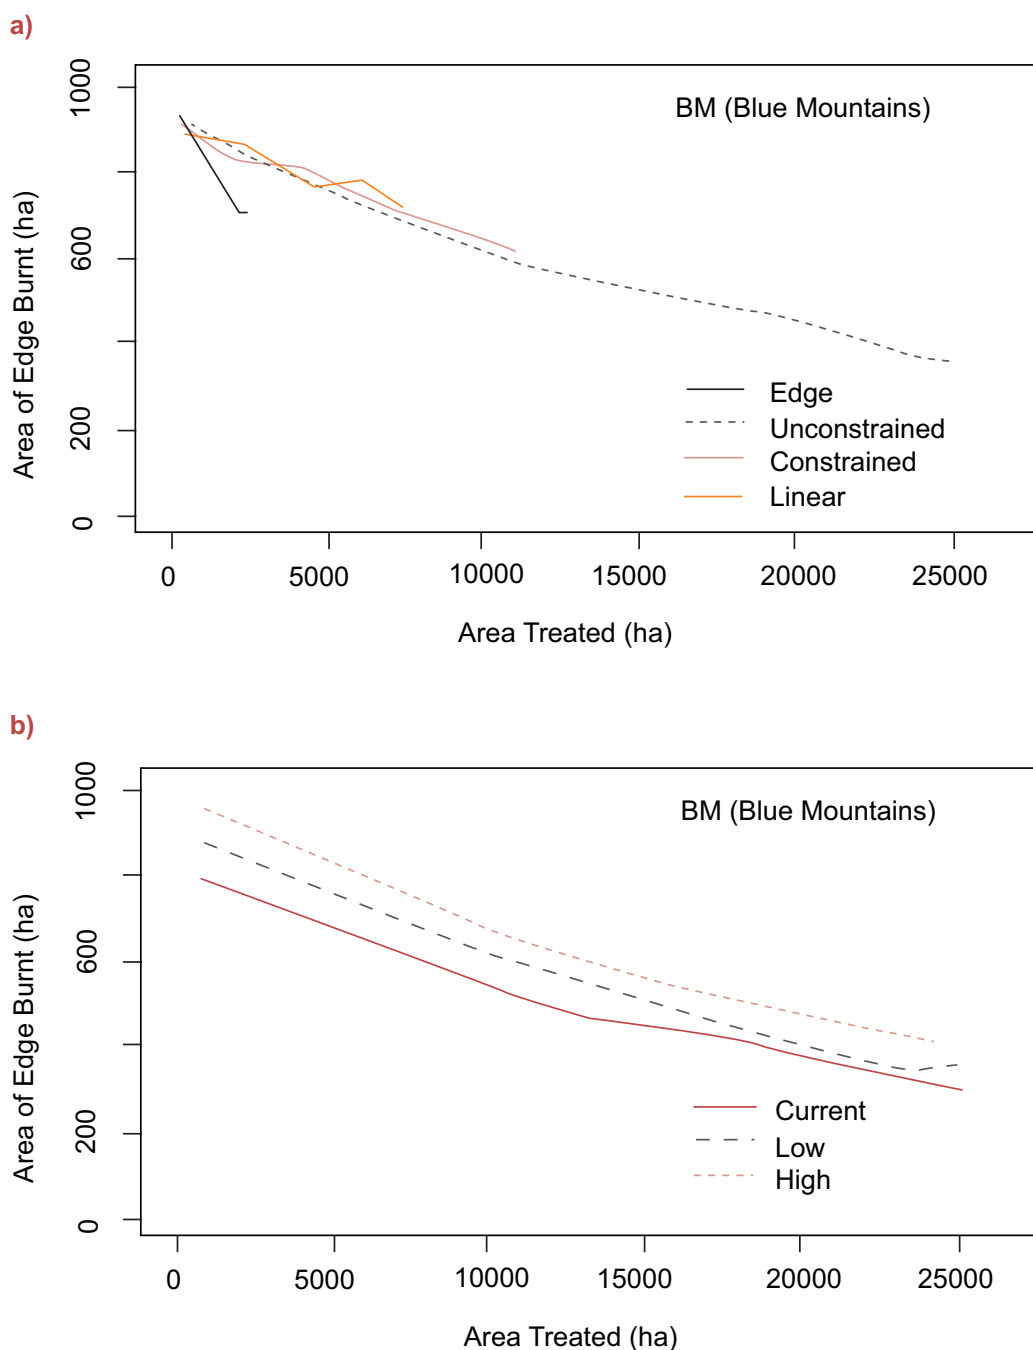 a)
BM (Blue Mountains)
1000
600
200
0
Area of Edge Burnt (ha)
Edge
Unconstrained
Constrained
Linear
0 5000 10000 15000 20000 25000
Area Treated (ha)
b)
BM (Blue Mountains)
1000
600
200
0
Area of Edge Burnt (ha)
Current
Low
High
0 5000 10000 15000 20000 25000
Area Treated (ha)